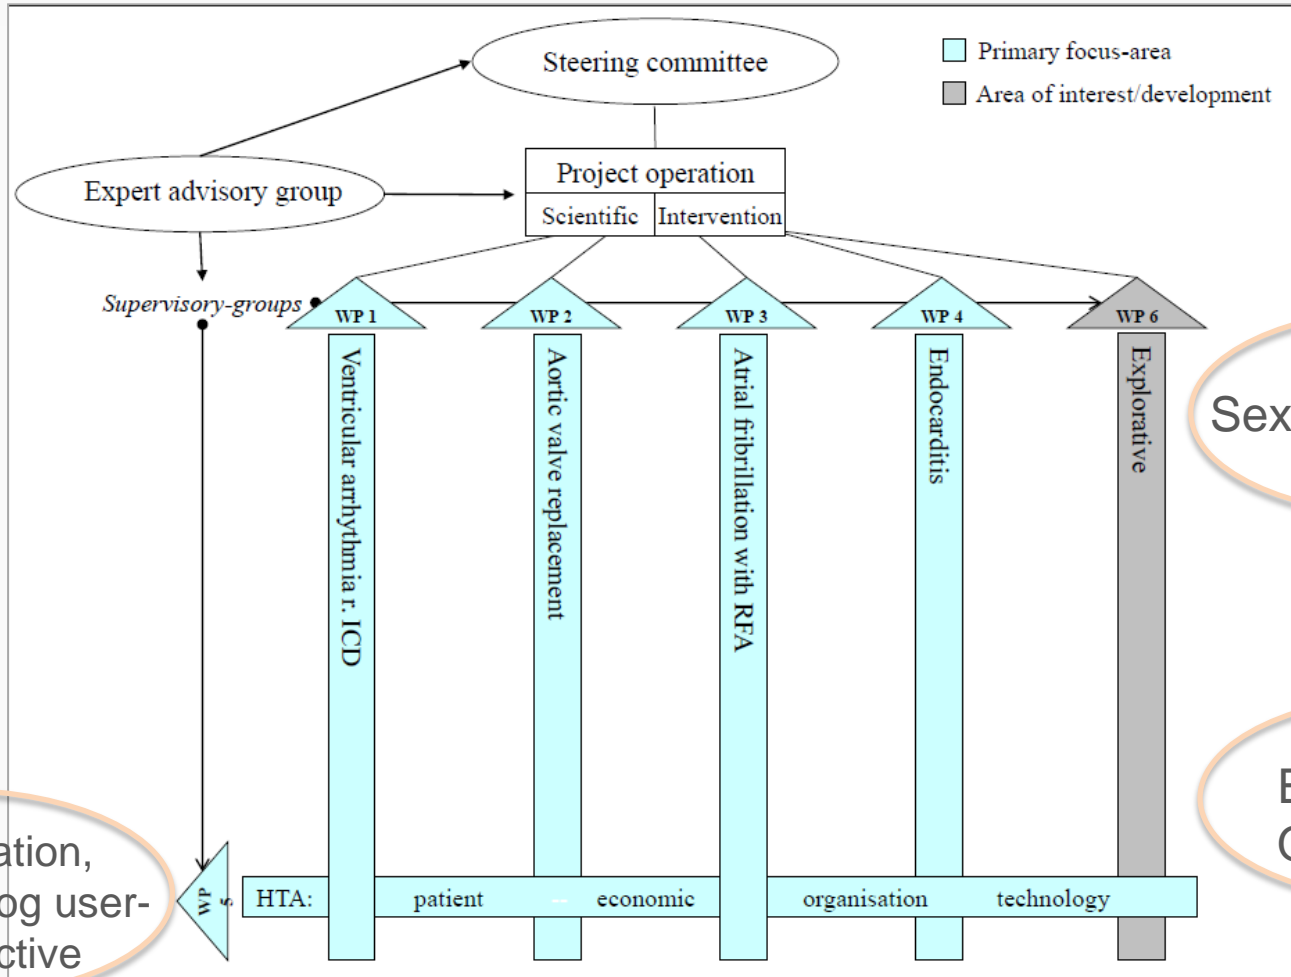 Steering committee
Primary focus-area
Area of interest/development
Expert advisory group
Project operation
Scientific
Intervention
Supervisory-groups
WP 1
WP 2
WP 3
WP 4
WP 6
Ventricular arrhythmia r. ICD
Aortic valve replacement
Atrial fribrillation with RFA
Endocarditis
Explorative
Sex
ation,
og user-
ctive
WP 5
HTA:
patient
economic
organisation
technology